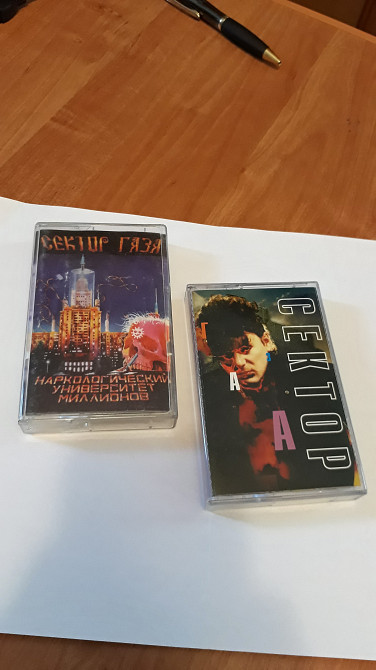 СЕКТОР ГАЗА
НАРКОЛОГИЧЕСКИЙ
УНИВЕРСИТЕТ
МИЛЛИОНОВ
СЕКТОР
Г
А
А